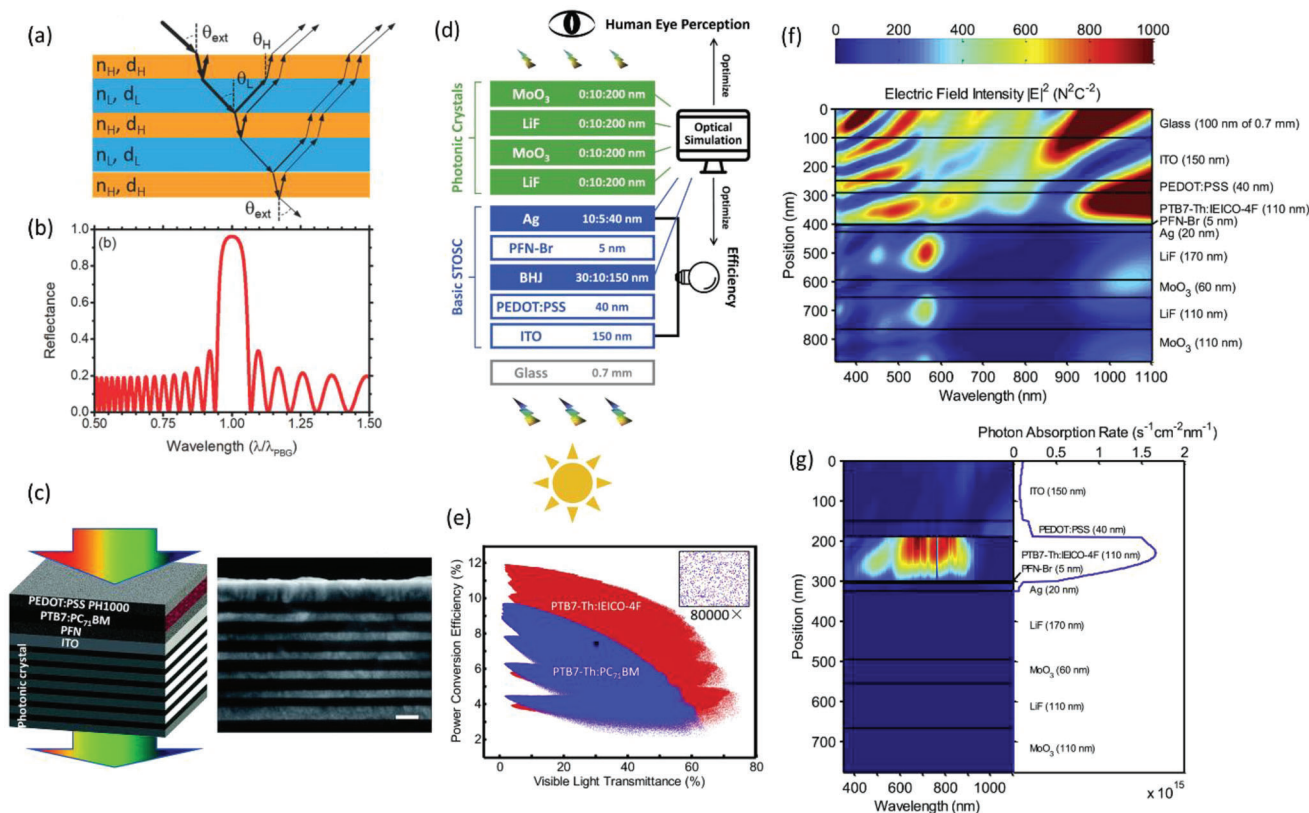 (a)
θext
θH
nH, dH
θL
nL, dL
nH, dH
nL, dL
nH, dH
θext
(b)
(b)
1.0
0.8
0.6
0.4
0.2
0.0
Reflectance
0.50 0.75 1.00 1.25 1.50
Wavelength (λ/λPBG)
(c)
PEDOT:PSS PH1000
PTB7:PC71BM
PFN
ITO
Photonic crystal
(d)
Human Eye Perception
Optimize
Photonic Crystals
MoO3 0:10:200 nm
LiF 0:10:200 nm
MoO3 0:10:200 nm
LiF 0:10:200 nm
Optical
Simulation
Optimize
Efficiency
Basic STOSC
Ag 10:5:40 nm
PFN-Br 5 nm
BHJ 30:10:150 nm
PEDOT:PSS 40 nm
ITO 150 nm
Glass 0.7 mm
(e)
Power Conversion Efficiency (%)
12
10
8
6
4
2
PTB7-Th:IEICO-4F
PTB7-Th:PC71BM
80000×
0 20 40 60 80
Visible Light Transmittance (%)
(f)
0 200 400 600 800 1000
Electric Field Intensity |E|2 (N2C-2)
Position (nm)
0
100
200
300
400
500
600
700
800
Glass (100 nm of 0.7 mm)
ITO (150 nm)
PEDOT:PSS (40 nm)
PTB7-Th:IEICO-4F (110 nm)
PFN-Br (5 nm)
Ag (20 nm)
LiF (170 nm)
MoO3 (60 nm)
LiF (110 nm)
MoO3 (110 nm)
400 500 600 700 800 900 1000 1100
Wavelength (nm)
(g)
Photon Absorption Rate (s-1cm-2nm-1)
0 0.5 1 1.5 2
Position (nm)
0
100
200
300
400
500
600
700
ITO (150 nm)
PEDOT:PSS (40 nm)
PTB7-Th:IEICO-4F (110 nm)
PFN-Br (5 nm)
Ag (20 nm)
LiF (170 nm)
MoO3 (60 nm)
LiF (110 nm)
MoO3 (110 nm)
400 600 800 1000
Wavelength (nm)
x 10^15